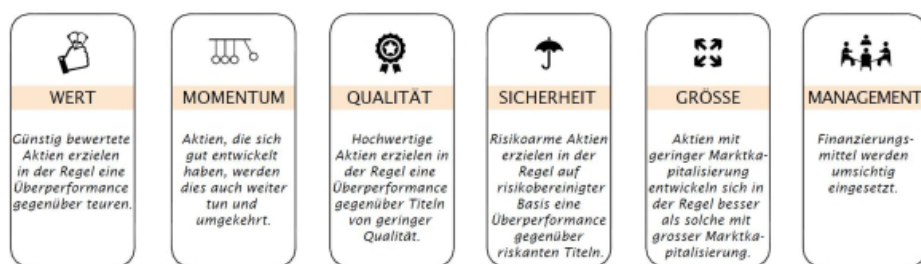 WERT
Günstig bewertete
Aktien erzielen
in der Regel eine
Überperformance
gegenüber teuren.
MOMENTUM
Aktien, die sich
gut entwickelt
haben, werden
dies auch weiter
tun und
umgekehrt.
QUALITÄT
Hochwertige
Aktien erzielen in
der Regel eine
Überperformance
gegenüber Titeln
von geringer
Qualität.
SICHERHEIT
Risikoarme Aktien
erzielen in der
Regel auf
risikobereinigter
Basis eine
Überperformance
gegenüber
riskanten Titeln.
GRÖSSE
Aktien mit
geringer Marktka-
pitalisierung
entwickeln sich in
der Regel besser
als solche mit
grosser Marktka-
pitalisierung.
MANAGEMENT
Finanzierungs-
mittel werden
umsichtig
eingesetzt.